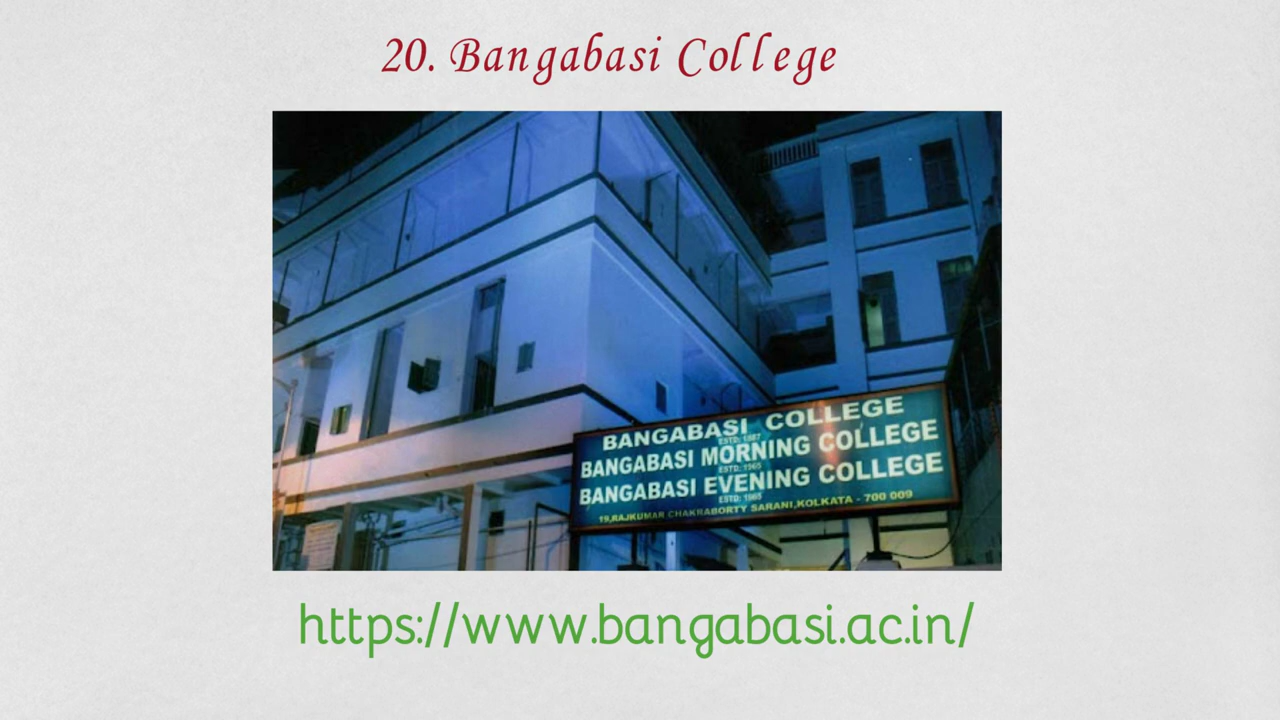 20. Bangabasi College
BANGABASI COLLEGE
ESTD: 1887
BANGABASI MORNING COLLEGE
ESTD: 1965
BANGABASI EVENING COLLEGE
ESTD: 1965
19,RAJKUMAR CHAKRABORTY SARANI,KOLKATA - 700 009
https://www.bangabasi.ac.in/